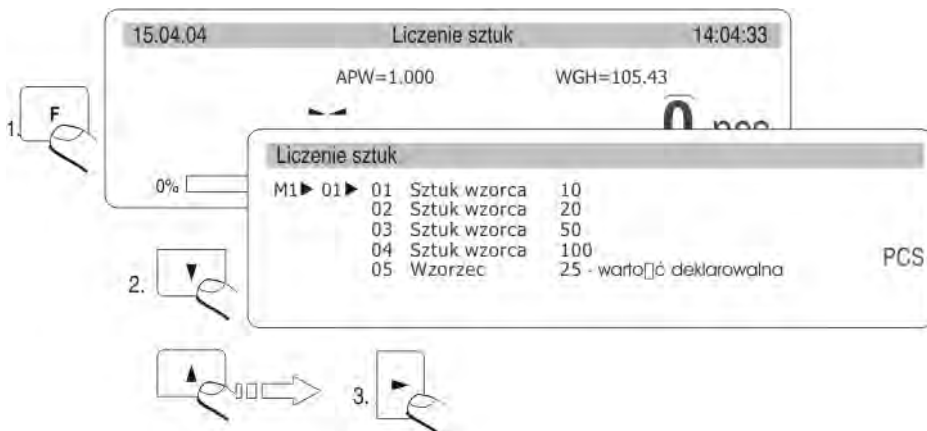 15.04.04 Liczenie sztuk 14:04:33
APW=1.000 WGH=105.43
1. F
0 pcs
0%
Liczenie sztuk
M1 01 01 Sztuk wzorca 10
02 Sztuk wzorca 20
03 Sztuk wzorca 50
04 Sztuk wzorca 100
05 Wzorzec 25 - warto▯ć deklarowalna
PCS
2.
3.